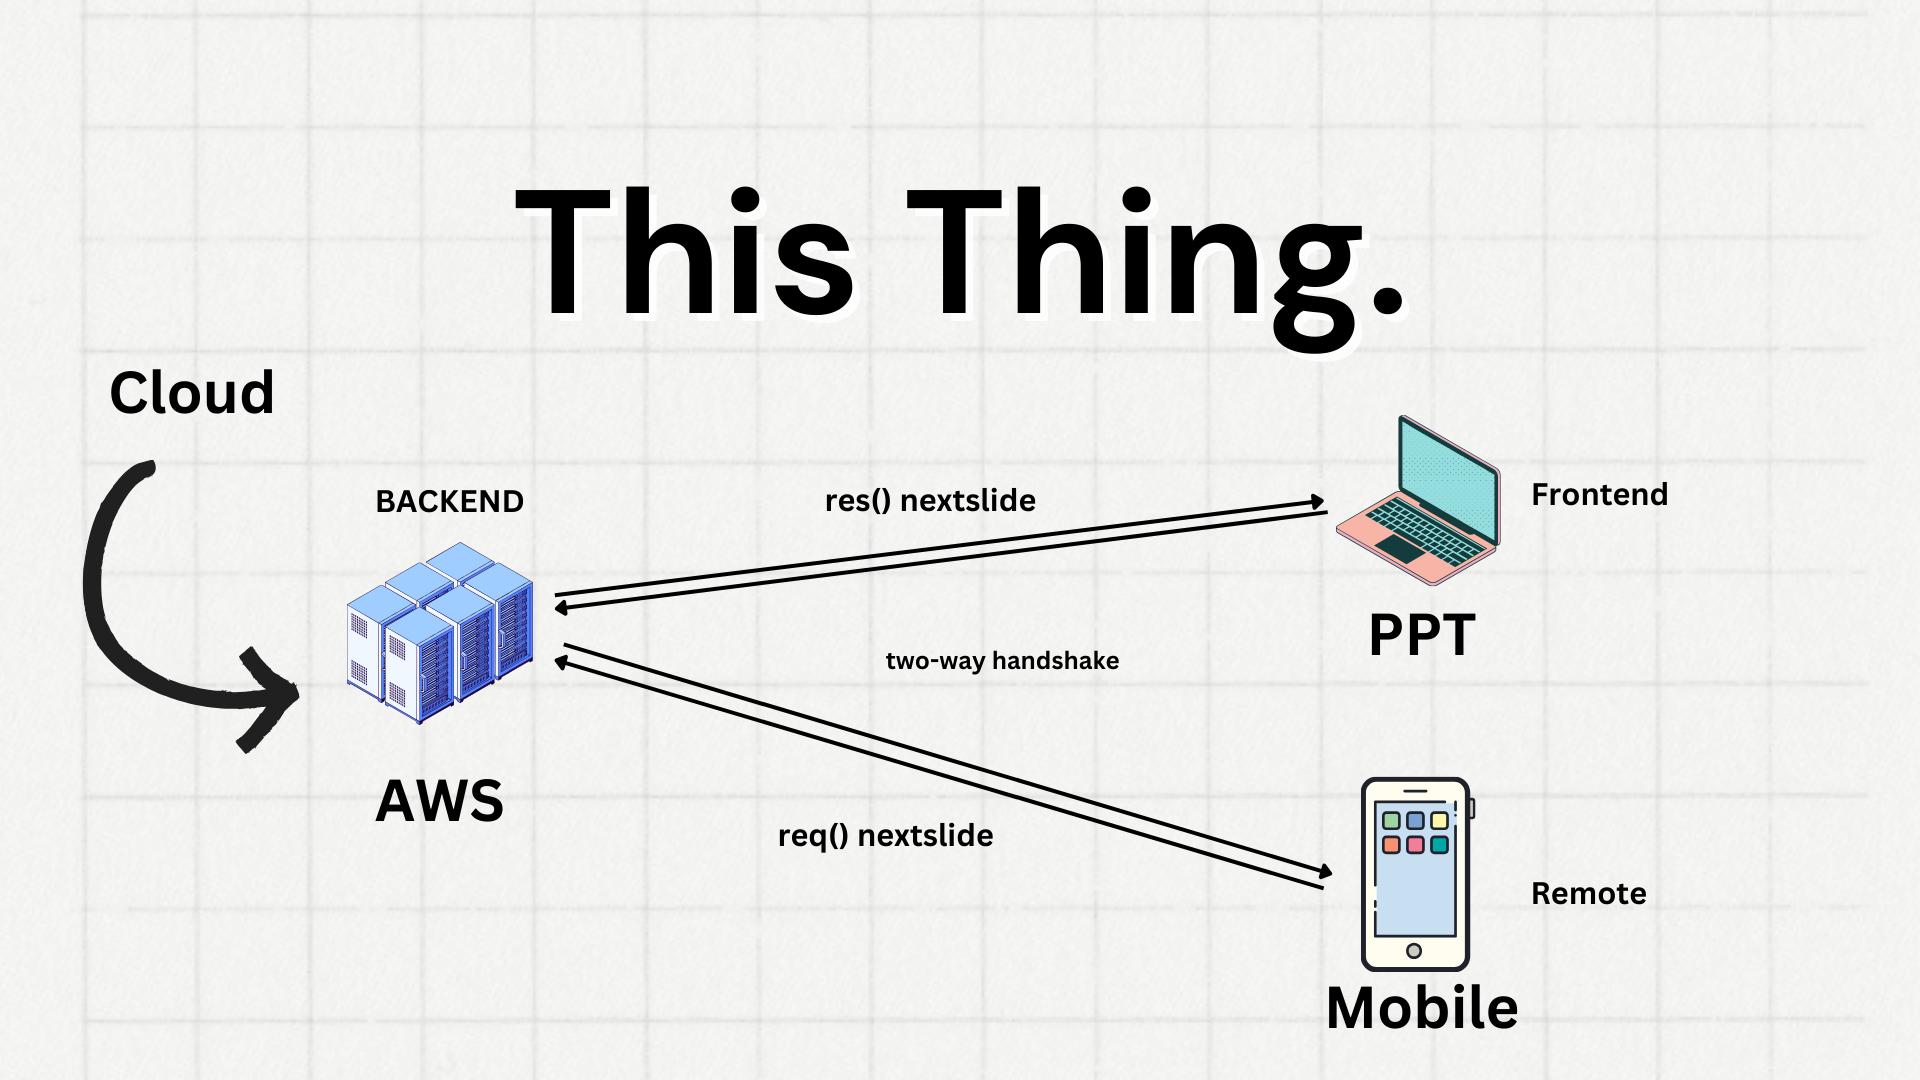 This Thing.
Cloud
BACKEND
res() nextslide
Frontend
PPT
two-way handshake
AWS
req() nextslide
Remote
Mobile